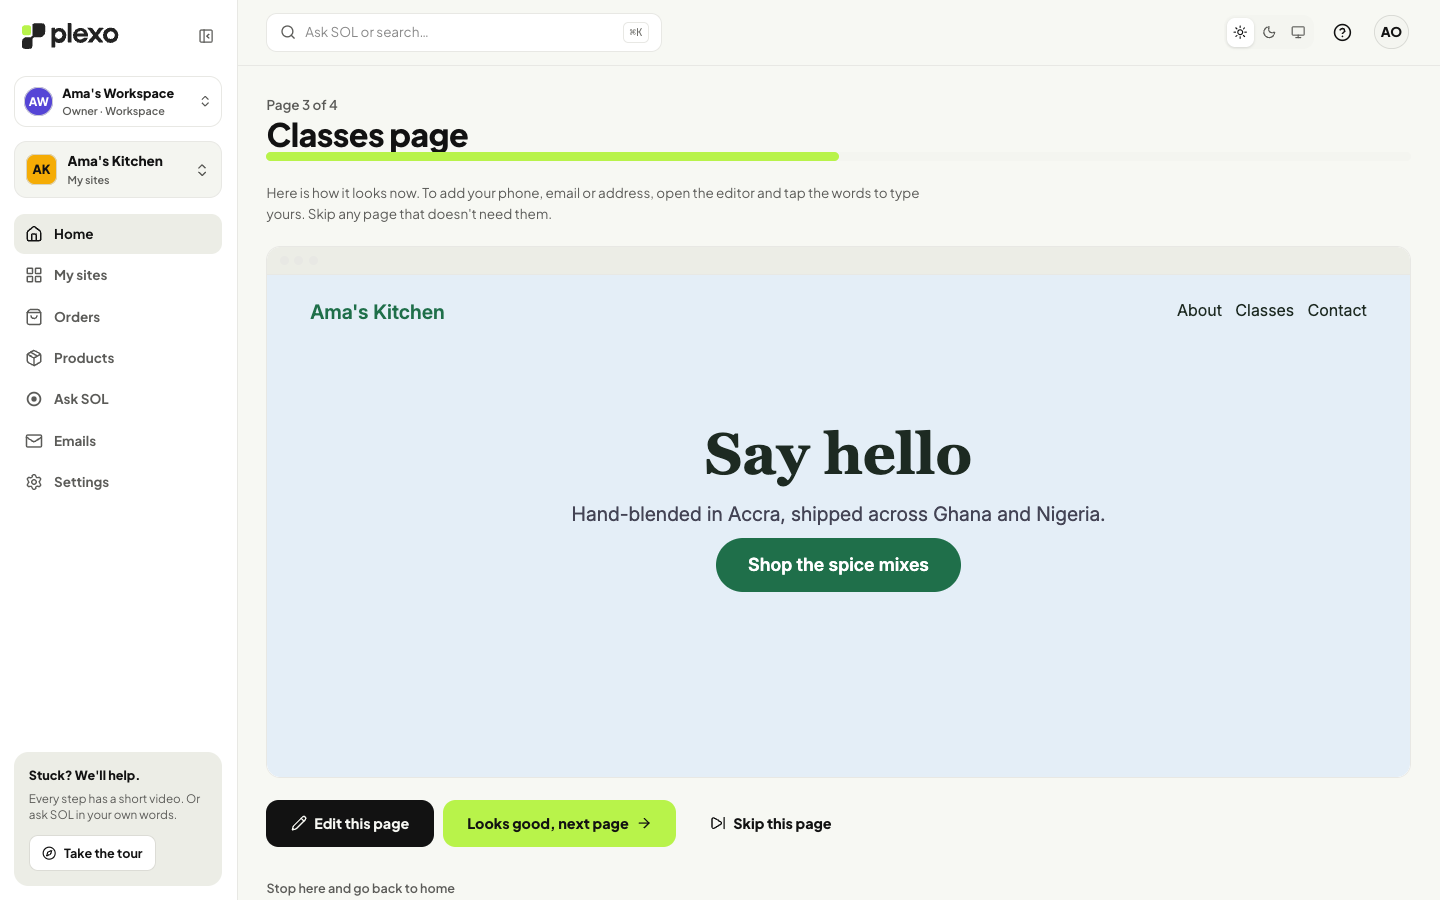 plexo
Ask SOL or search...
⌘K
AO
AW
Ama's Workspace
Owner · Workspace
AK
Ama's Kitchen
My sites
Home
My sites
Orders
Products
Ask SOL
Emails
Settings
Stuck? We'll help.
Every step has a short video. Or
ask SOL in your own words.
Take the tour
Page 3 of 4
Classes page
Here is how it looks now. To add your phone, email or address, open the editor and tap the words to type
yours. Skip any page that doesn't need them.
Ama's Kitchen
About Classes Contact
Say hello
Hand-blended in Accra, shipped across Ghana and Nigeria.
Shop the spice mixes
Edit this page
Looks good, next page →
Skip this page
Stop here and go back to home